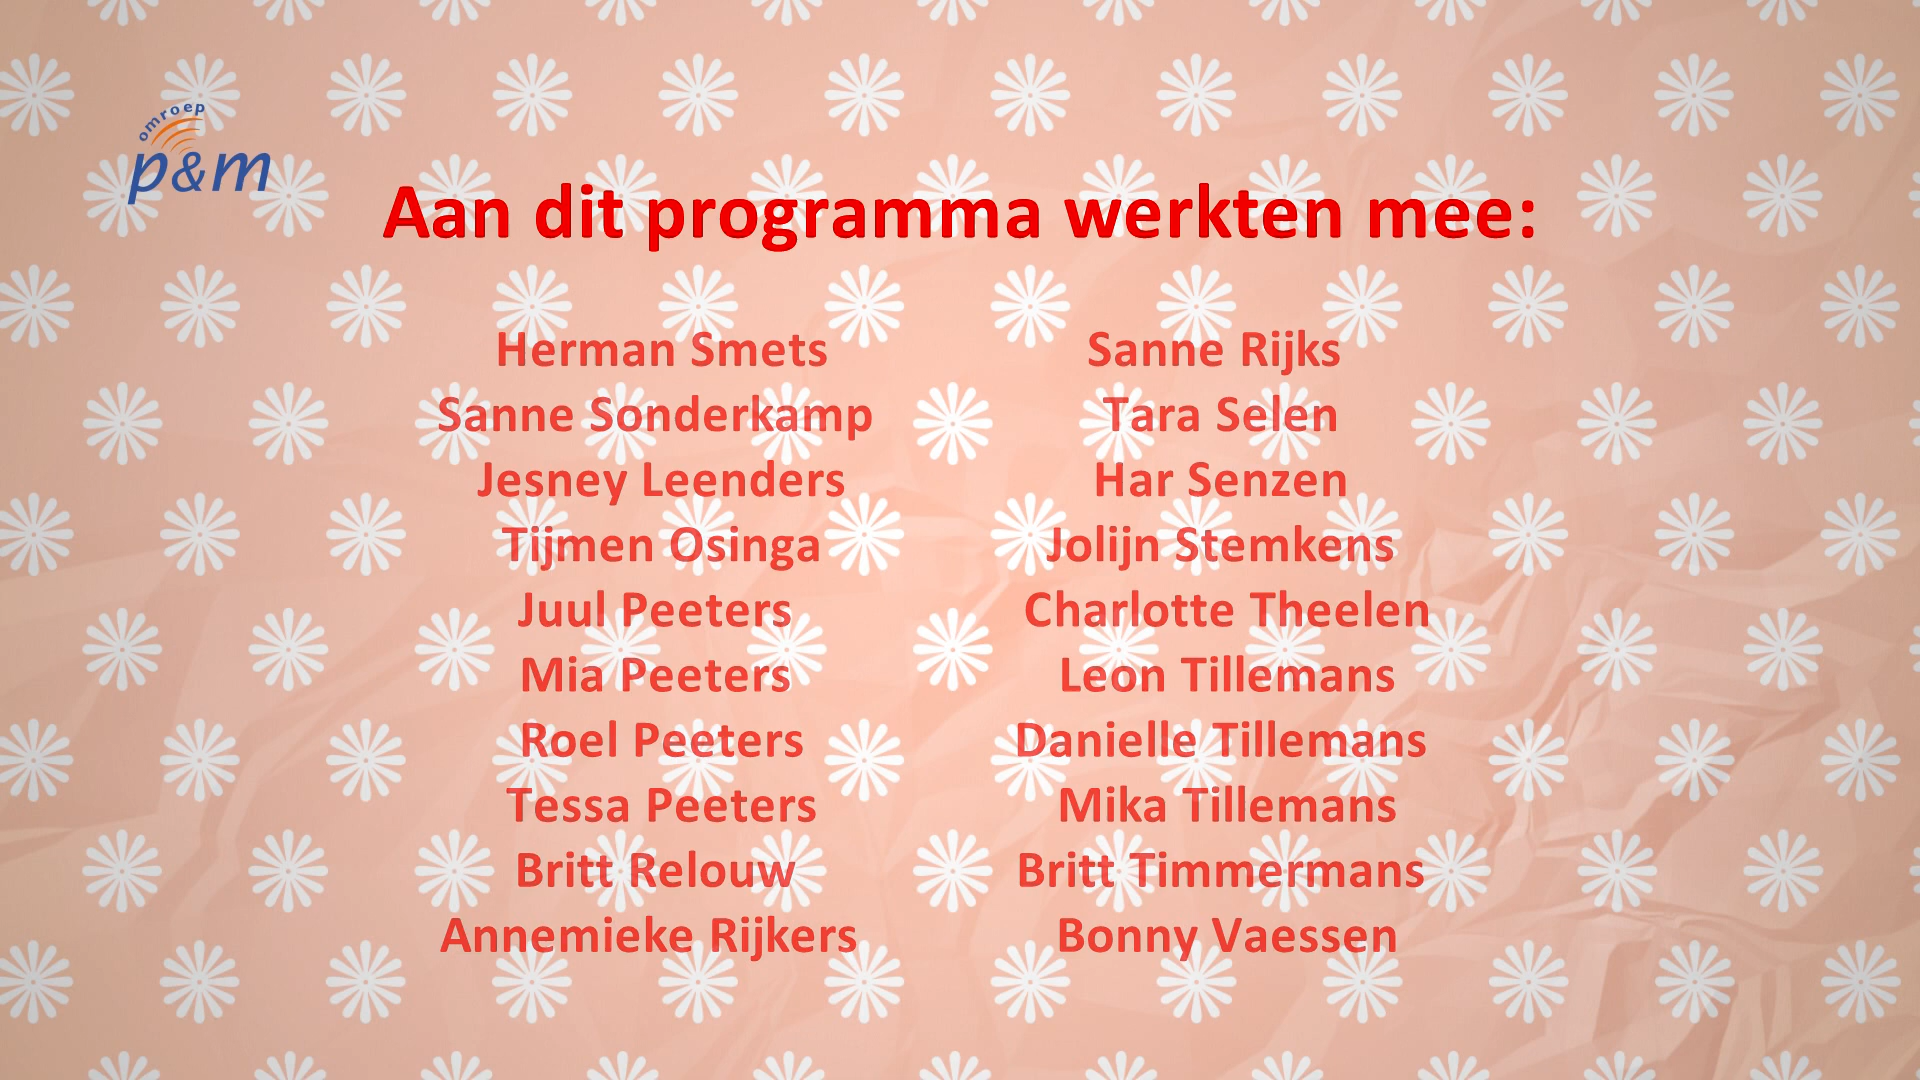 omroep
p&m
Aan dit programma werkten mee:
Herman Smets
Sanne Sonderkamp
Jesney Leenders
Tijmen Osinga
Juul Peeters
Mia Peeters
Roel Peeters
Tessa Peeters
Britt Relouw
Annemieke Rijkers
Sanne Rijks
Tara Selen
Har Senzen
Jolijn Stemkens
Charlotte Theelen
Leon Tillemans
Danielle Tillemans
Mika Tillemans
Britt Timmermans
Bonny Vaessen